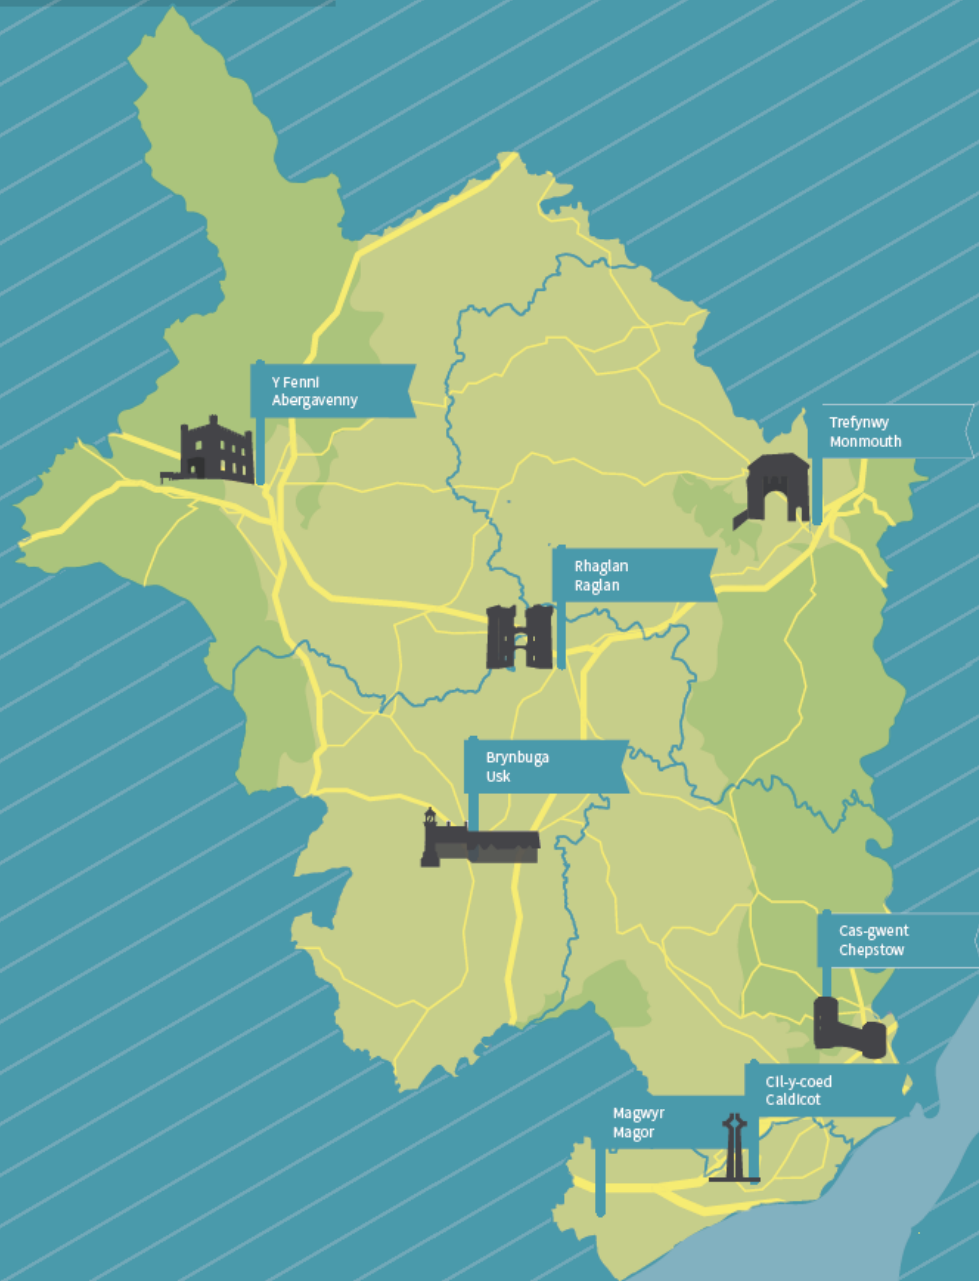 Y Fenni
Abergavenny
Trefynwy
Monmouth
Rhaglan
Raglan
Brynbuga
Usk
Cas-gwent
Chepstow
Cil-y-coed
Caldicot
Magwyr
Magor